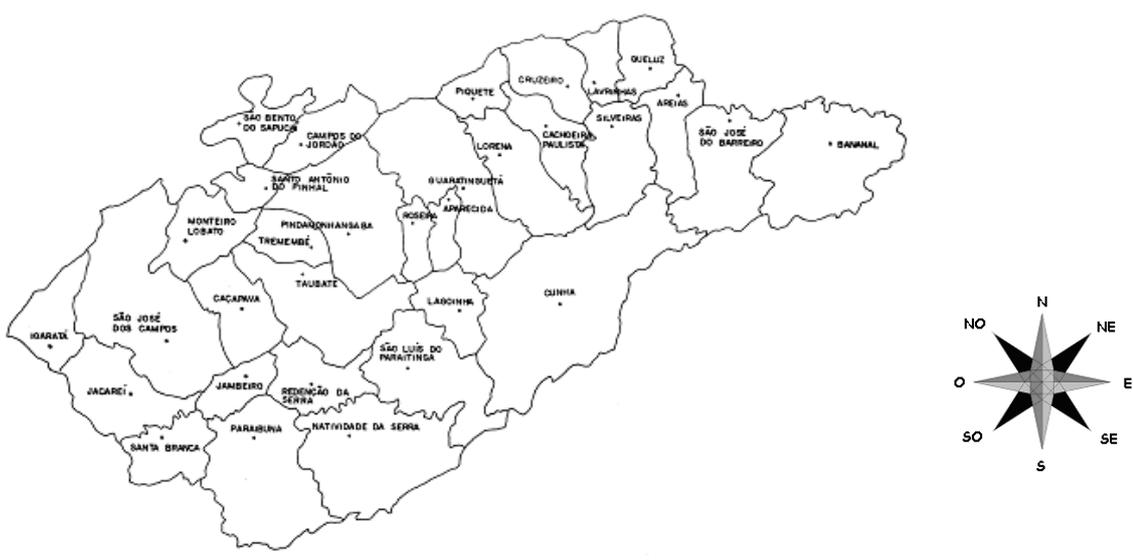 QUELUZ
CRUZEIRO
PIQUETE
LAVRINHAS
AREIAS
SÃO BENTO
DO SAPUCAÍ
SILVEIRAS
CAMPOS DO
JORDÃO
CACHOEIRA
PAULISTA
SÃO JOSÉ
DO BARREIRO
BANANAL
LORENA
SANTO ANTÔNIO
DO PINHAL
GUARATINGUETÁ
APARECIDA
ROSEIRA
MONTEIRO
LOBATO
PINDAMONHANGABA
TREMEMBÉ
TAUBATÉ
CAÇAPAVA
LAGOINHA
CUNHA
SÃO JOSÉ
DOS CAMPOS
IGARATÁ
SÃO LUÍS DO
PARAITINGA
JACAREÍ
JAMBEIRO
REDENÇÃO DA
SERRA
PARAIBUNA
NATIVIDADE DA SERRA
SANTA BRANCA
N
NO
NE
O
E
SO
SE
S